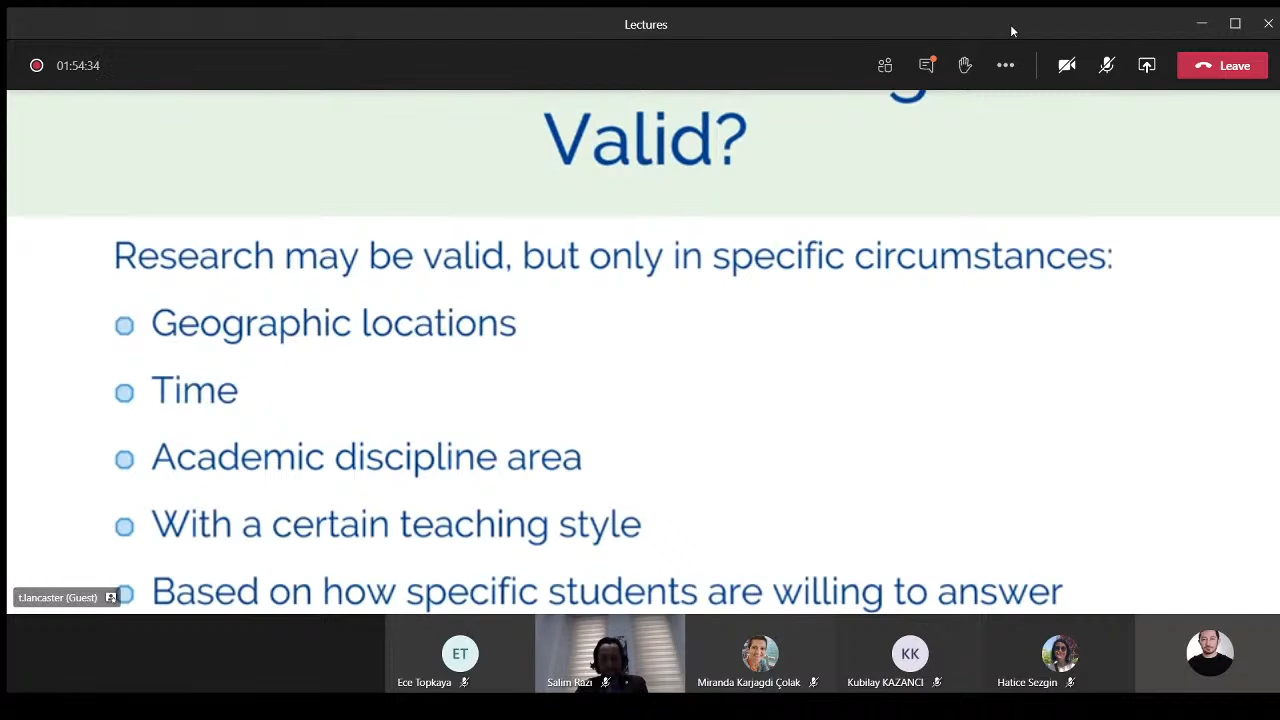 Lectures
01:54:34
Leave
Valid?
Research may be valid, but only in specific circumstances:
Geographic locations
Time
Academic discipline area
With a certain teaching style
Based on how specific students are willing to answer
t.lancaster (Guest)
ET
KK
Ece Topkaya
Salim Razı
Miranda Karjagdi Çolak
Kubilay KAZANCI
Hatice Sezgin